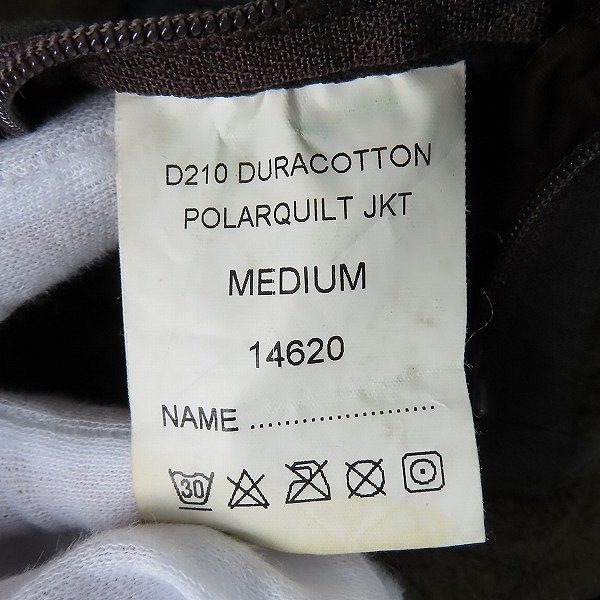 D210 DURACOTTON
POLARQUILT JKT
MEDIUM
14620
NAME ........................
30